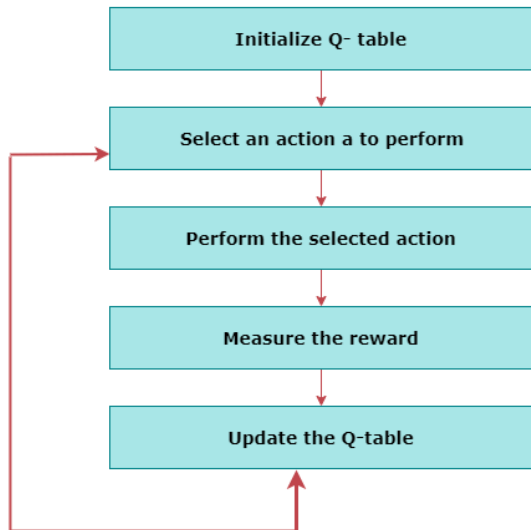 Initialize Q- table
Select an action a to perform
Perform the selected action
Measure the reward
Update the Q-table